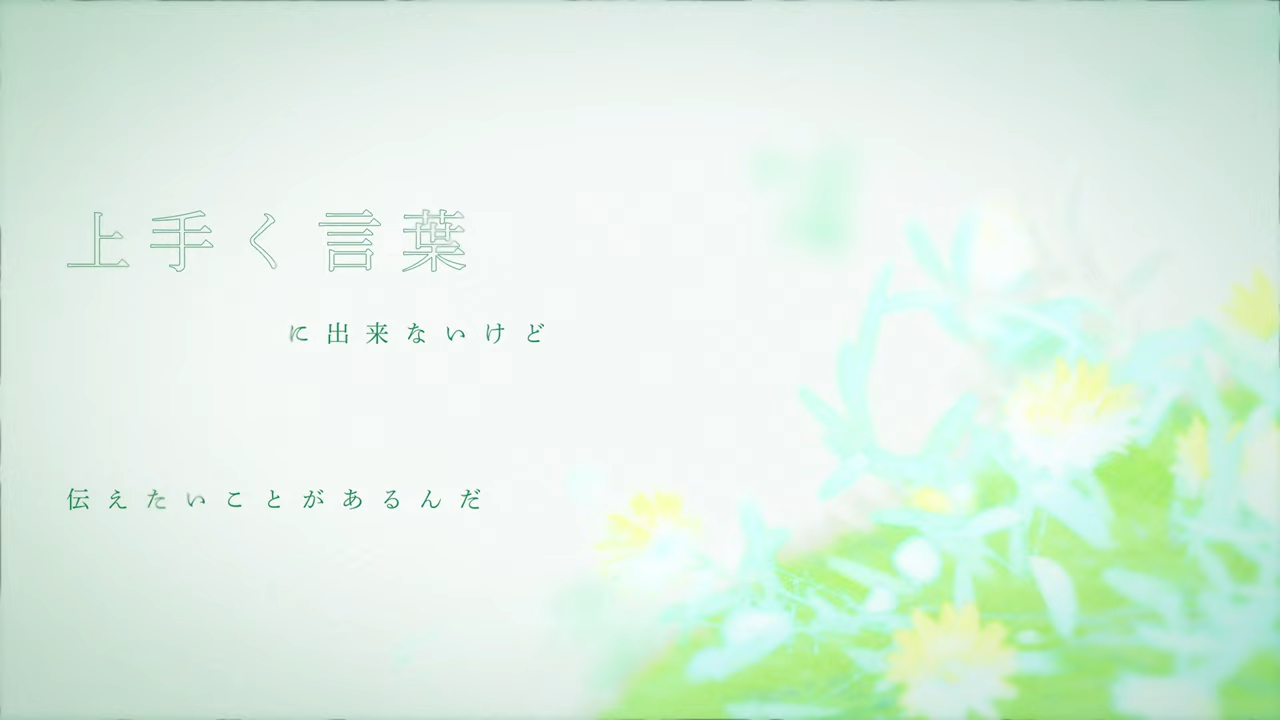 上手く言葉
に出来ないけど
伝えたいことがあるんだ